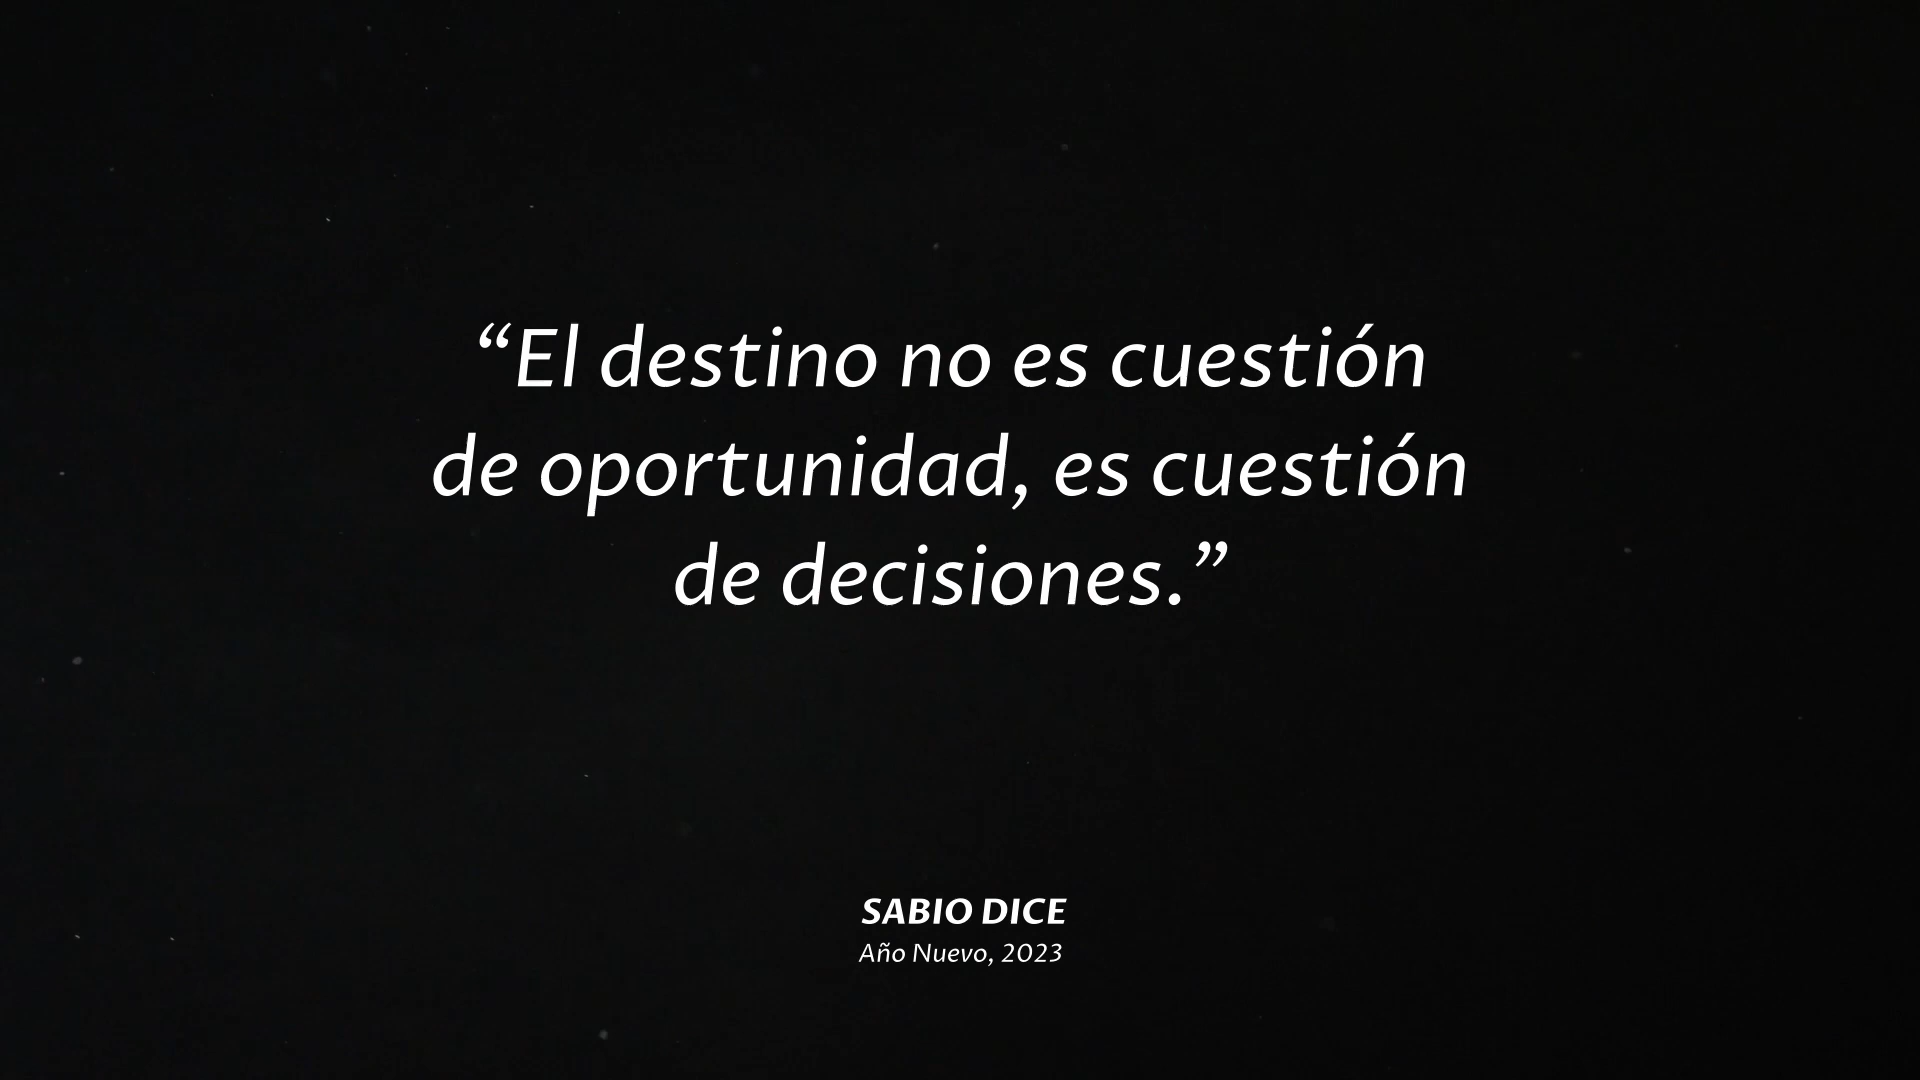 “El destino no es cuestión
de oportunidad, es cuestión
de decisiones.”
SABIO DICE
Año Nuevo, 2023